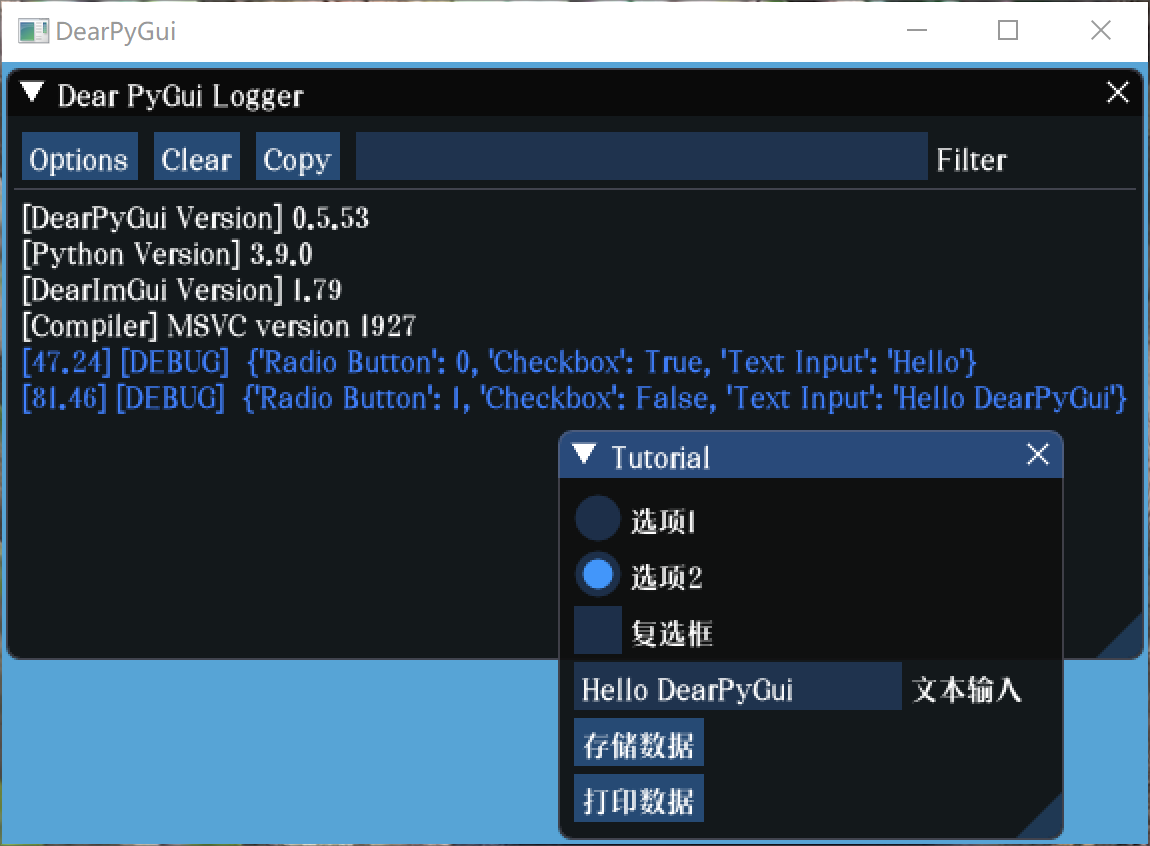 DearPyGui
Dear PyGui Logger
Options Clear Copy Filter
[DearPyGui Version] 0.5.53
[Python Version] 3.9.0
[DearImGui Version] 1.79
[Compiler] MSVC version 1927
[47.24] [DEBUG] {'Radio Button': 0, 'Checkbox': True, 'Text Input': 'Hello'}
[81.46] [DEBUG] {'Radio Button': 1, 'Checkbox': False, 'Text Input': 'Hello DearPyGui'}
Tutorial
选项1
选项2
复选框
Hello DearPyGui 文本输入
存储数据
打印数据